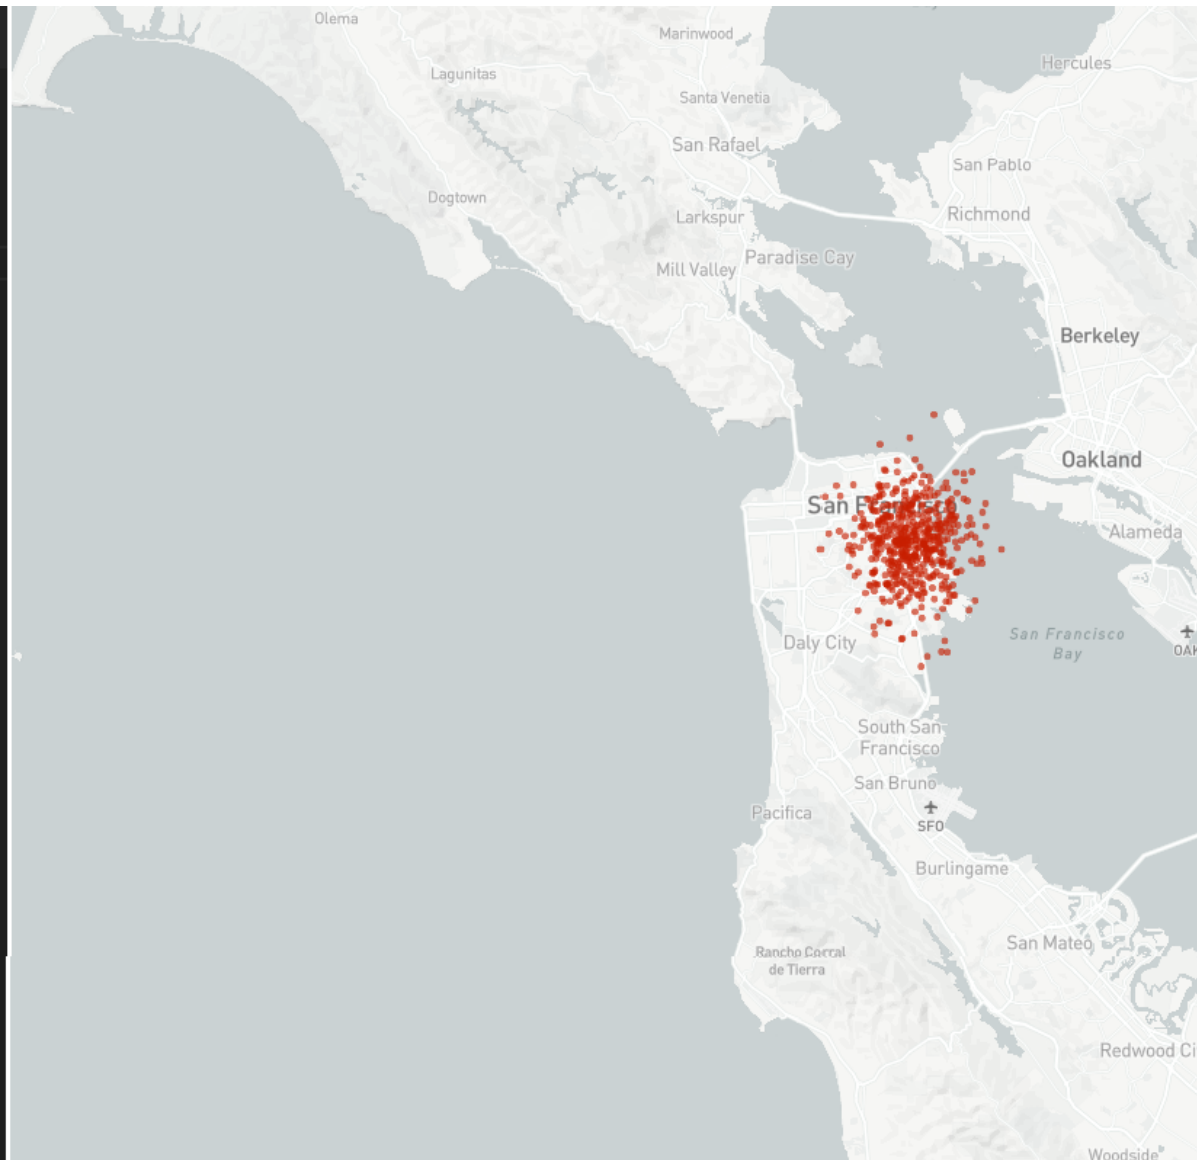 Olema
Marinwood
Hercules
Lagunitas
Santa Venetia
San Rafael
San Pablo
Dogtown
Larkspur
Richmond
Paradise Cay
Mill Valley
Berkeley
Oakland
San Francisco
Alameda
San Francisco
Bay
OAK
Daly City
South San
Francisco
San Bruno
Pacifica
SFO
Burlingame
San Mateo
Rancho Corral
de Tierra
Redwood Ci
Woodside